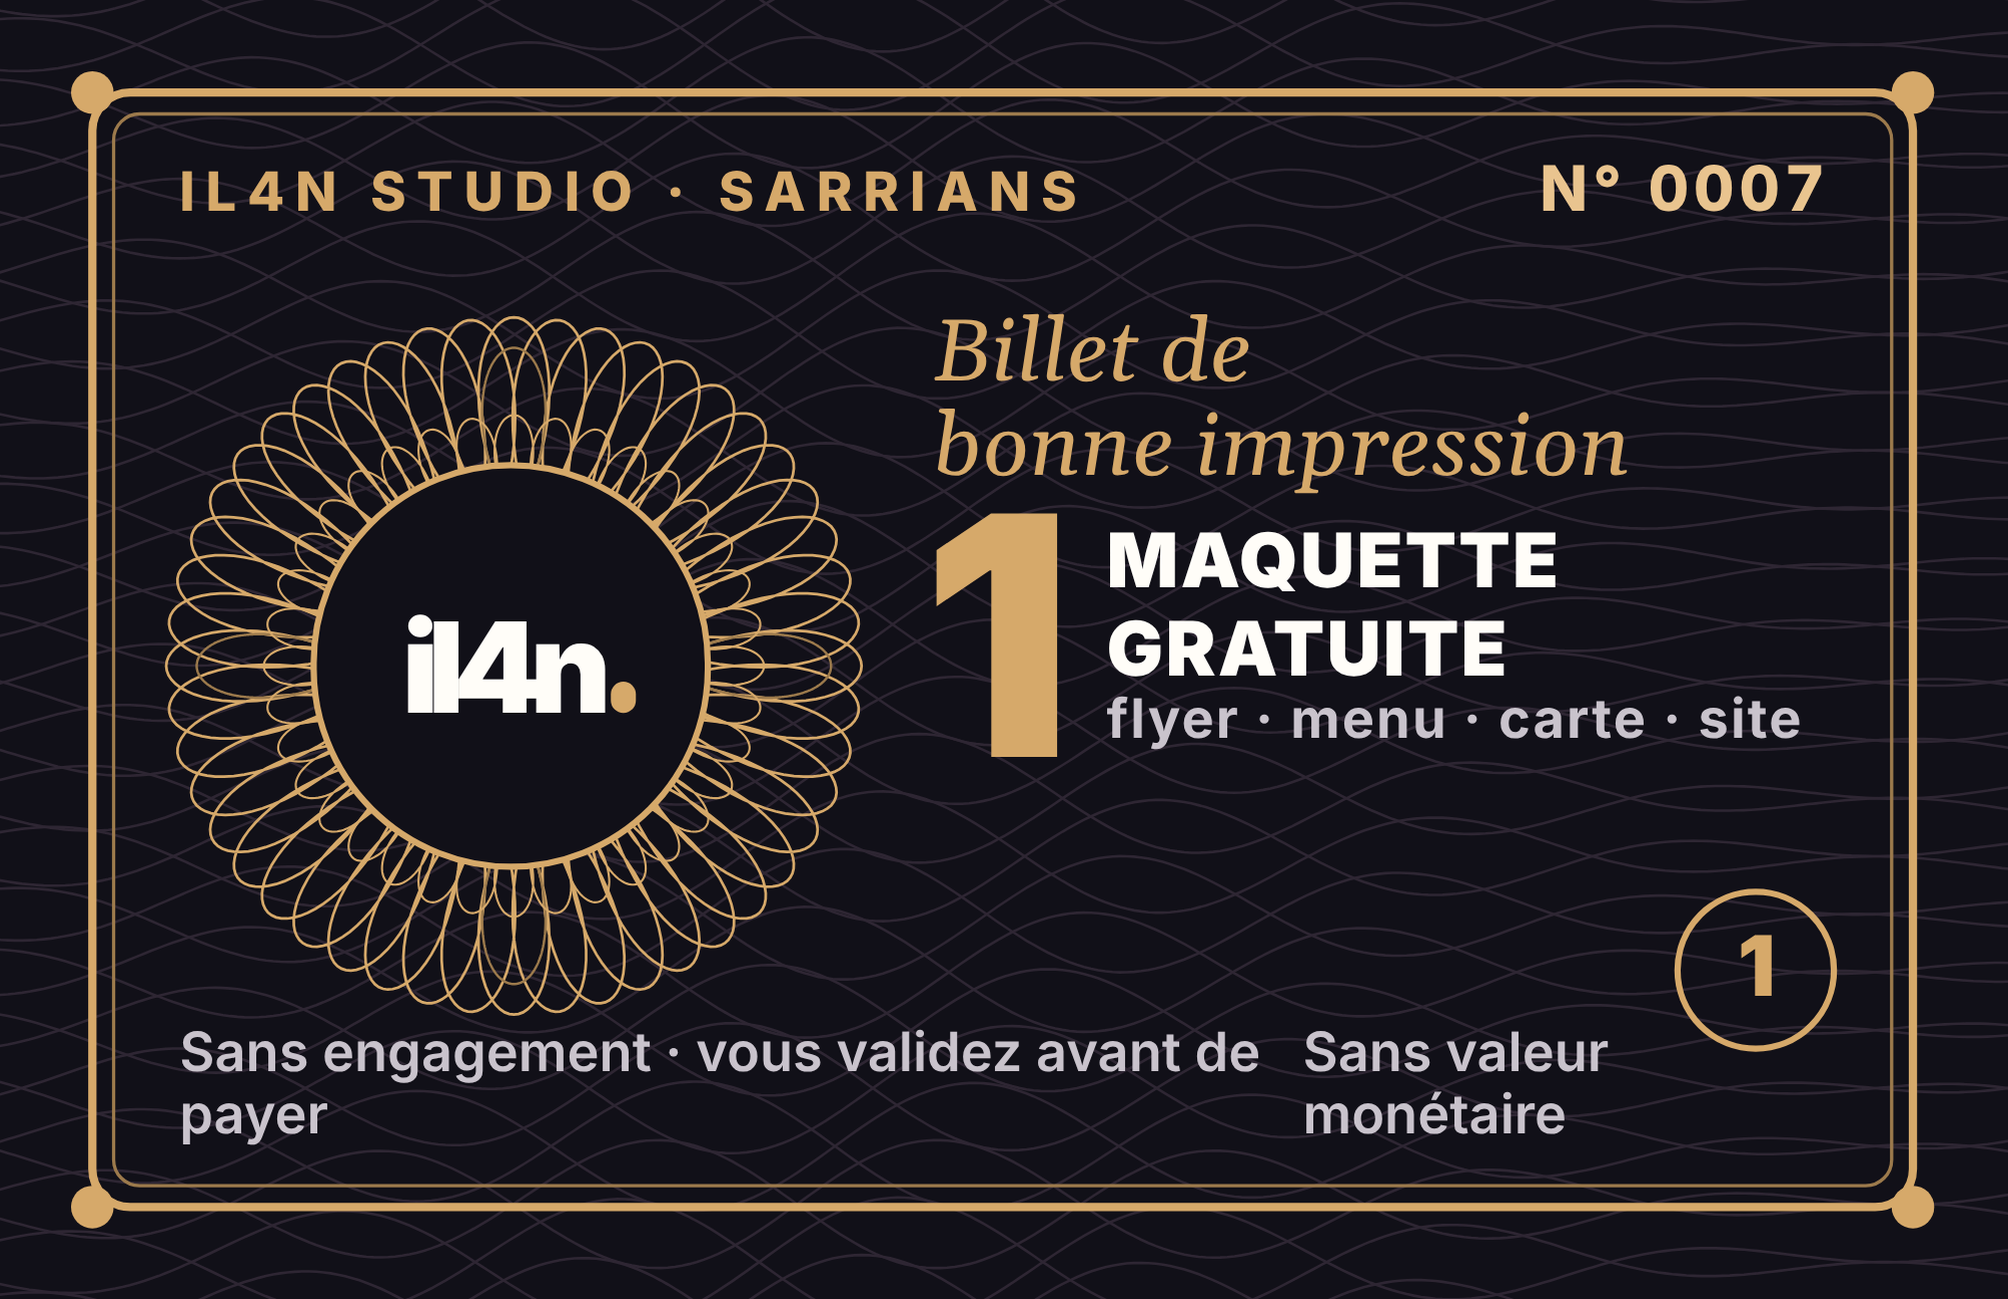 IL4N STUDIO · SARRIANS
N° 0007
Billet de
bonne impression
1
MAQUETTE
GRATUITE
flyer · menu · carte · site
il4n.
1
Sans engagement · vous validez avant de
payer
Sans valeur
monétaire